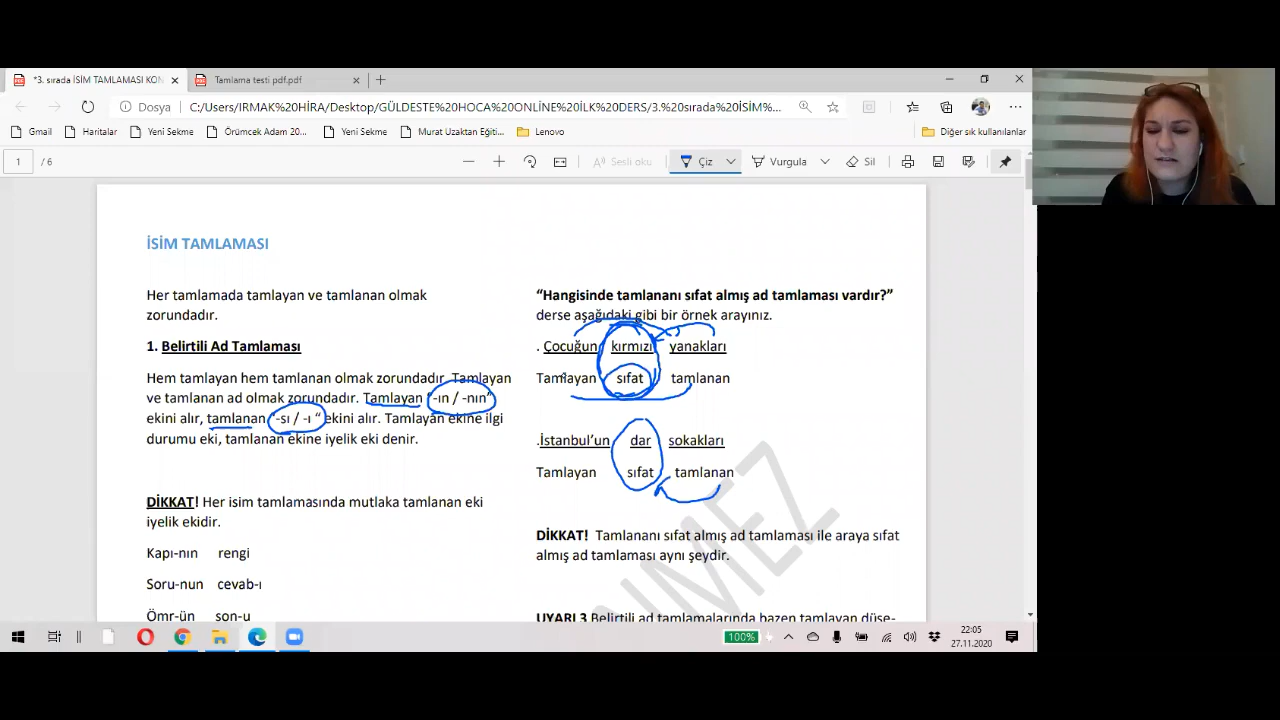 *3. sırada İSİM TAMLAMASI KON
Tamlama testi pdf.pdf
Dosya
C:/Users/IRMAK%20HİRA/Desktop/GÜLDESTE%20HOCA%20ONLİNE%20İLK%20DERS/3.%20sırada%20İSİM%...
Gmail
Haritalar
Yeni Sekme
Örümcek Adam 20...
Yeni Sekme
Murat Uzaktan Eğiti...
Lenovo
Diğer sık kullanılanlar
1 / 6
Sesli oku
Çiz
Vurgula
Sil
İSİM TAMLAMASI
Her tamlamada tamlayan ve tamlanan olmak
zorundadır.
1. Belirtili Ad Tamlaması
Hem tamlayan hem tamlanan olmak zorundadır. Tamlayan
ve tamlanan ad olmak zorundadır. Tamlayan "-ın / -nın"
ekini alır, tamlanan "-sı / -ı " ekini alır. Tamlayan ekine ilgi
durumu eki, tamlanan ekine iyelik eki denir.
DİKKAT! Her isim tamlamasında mutlaka tamlanan eki
iyelik ekidir.
Kapı-nın rengi
Soru-nun cevab-ı
Ömr-ün son-u
“Hangisinde tamlananı sıfat almış ad tamlaması vardır?”
derse aşağıdaki gibi bir örnek arayınız.
. Çocuğun kırmızı yanakları
Tamlayan sıfat tamlanan
.İstanbul’un dar sokakları
Tamlayan sıfat tamlanan
DİKKAT! Tamlananı sıfat almış ad tamlaması ile araya sıfat
almış ad tamlaması aynı şeydir.
UYARI 3 Belirtili ad tamlamalarında bazen tamlayan düşe-
100%
22:05
27.11.2020